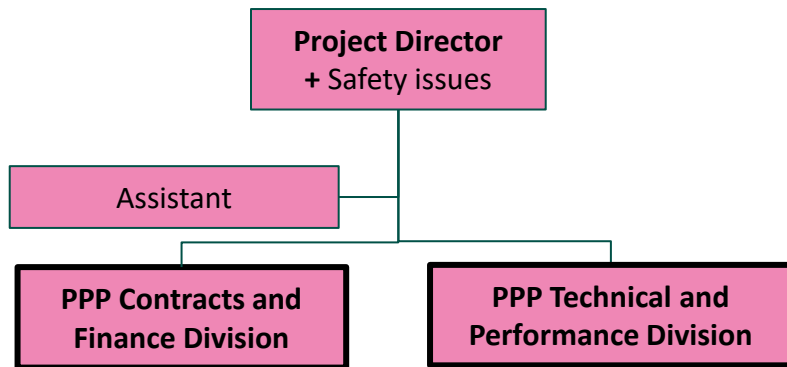 Project Director
+ Safety issues
Assistant
PPP Contracts and
Finance Division
PPP Technical and
Performance Division